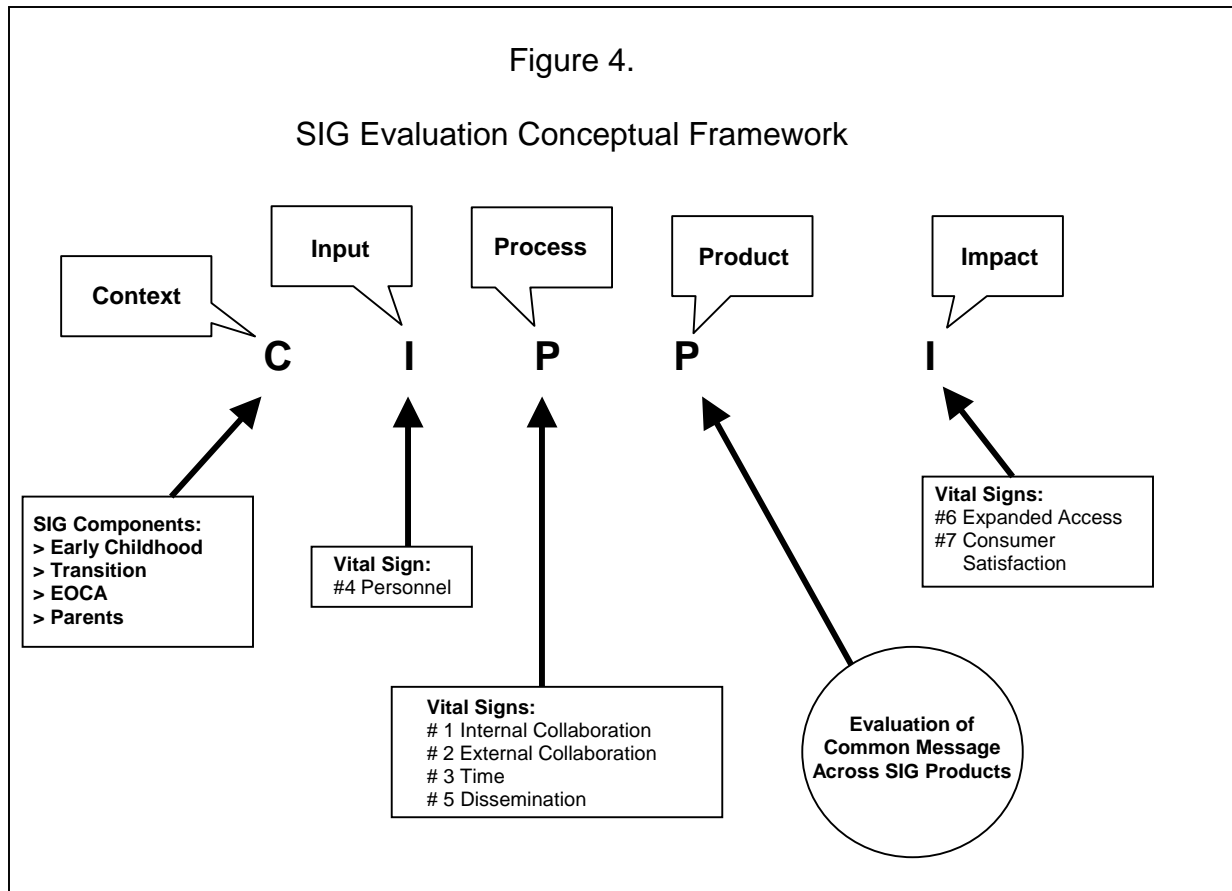 Figure 4.
SIG Evaluation Conceptual Framework
Context
Input
Process
Product
Impact
C I P P I
SIG Components:
> Early Childhood
> Transition
> EOCA
> Parents
Vital Sign:
#4 Personnel
Vital Signs:
# 1 Internal Collaboration
# 2 External Collaboration
# 3 Time
# 5 Dissemination
Evaluation of
Common Message
Across SIG Products
Vital Signs:
#6 Expanded Access
#7 Consumer
Satisfaction